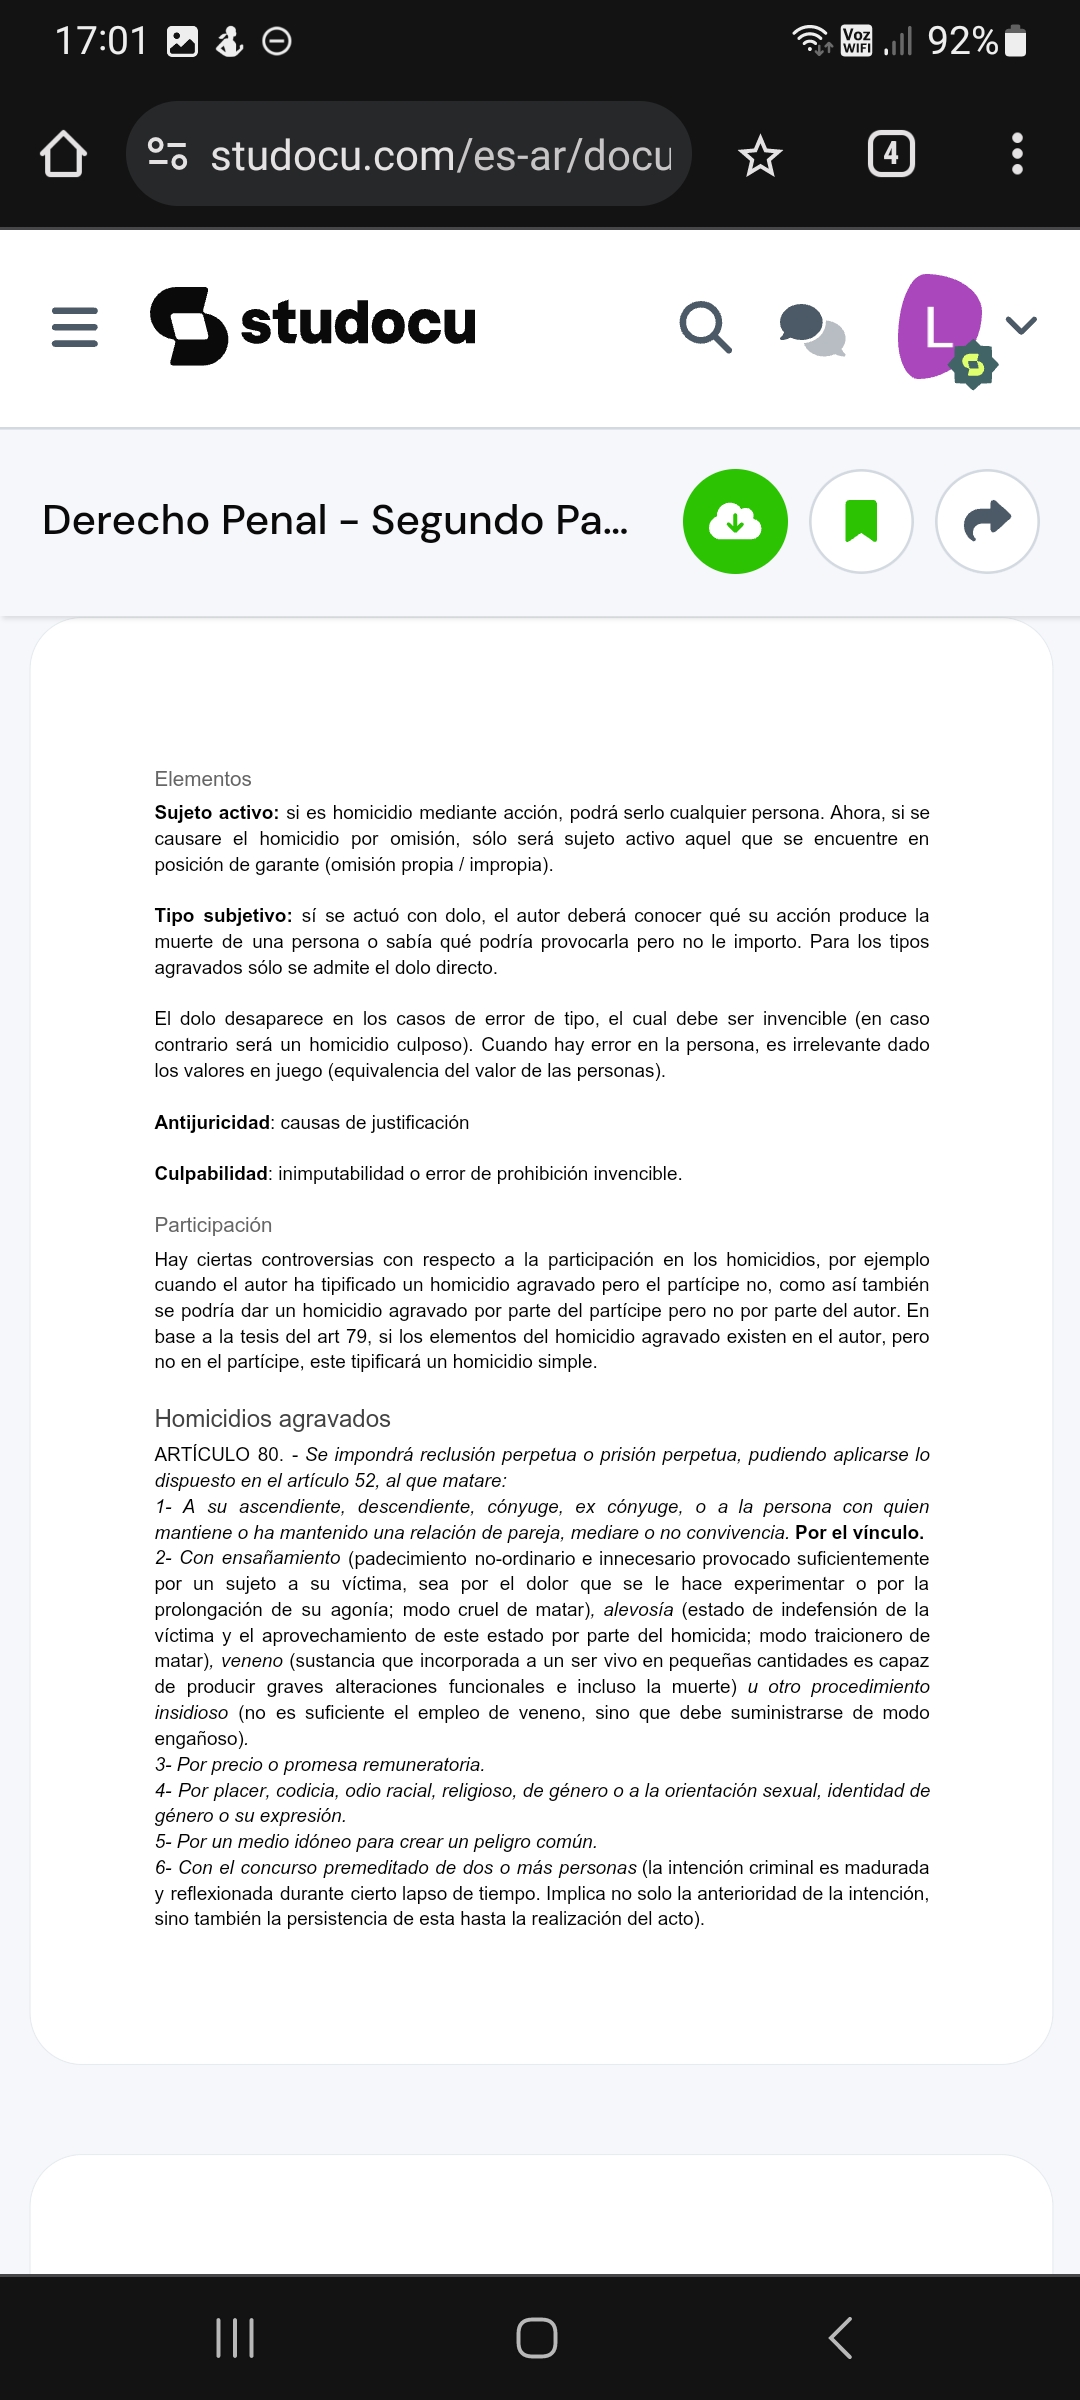 17:01
Voz
WIFI
92%
studocu.com/es-ar/docu
4
studocu
L
Derecho Penal - Segundo Pa...
Elementos
Sujeto activo: si es homicidio mediante acción, podrá serlo cualquier persona. Ahora, si se
causare el homicidio por omisión, sólo será sujeto activo aquel que se encuentre en
posición de garante (omisión propia / impropia).
Tipo subjetivo: sí se actuó con dolo, el autor deberá conocer qué su acción produce la
muerte de una persona o sabía qué podría provocarla pero no le importo. Para los tipos
agravados sólo se admite el dolo directo.
El dolo desaparece en los casos de error de tipo, el cual debe ser invencible (en caso
contrario será un homicidio culposo). Cuando hay error en la persona, es irrelevante dado
los valores en juego (equivalencia del valor de las personas).
Antijuricidad: causas de justificación
Culpabilidad: inimputabilidad o error de prohibición invencible.
Participación
Hay ciertas controversias con respecto a la participación en los homicidios, por ejemplo
cuando el autor ha tipificado un homicidio agravado pero el partícipe no, como así también
se podría dar un homicidio agravado por parte del partícipe pero no por parte del autor. En
base a la tesis del art 79, si los elementos del homicidio agravado existen en el autor, pero
no en el partícipe, este tipificará un homicidio simple.
Homicidios agravados
ARTÍCULO 80. - Se impondrá reclusión perpetua o prisión perpetua, pudiendo aplicarse lo
dispuesto en el artículo 52, al que matare:
1- A su ascendiente, descendiente, cónyuge, ex cónyuge, o a la persona con quien
mantiene o ha mantenido una relación de pareja, mediare o no convivencia. Por el vínculo.
2- Con ensañamiento (padecimiento no-ordinario e innecesario provocado suficientemente
por un sujeto a su víctima, sea por el dolor que se le hace experimentar o por la
prolongación de su agonía; modo cruel de matar), alevosía (estado de indefensión de la
víctima y el aprovechamiento de este estado por parte del homicida; modo traicionero de
matar), veneno (sustancia que incorporada a un ser vivo en pequeñas cantidades es capaz
de producir graves alteraciones funcionales e incluso la muerte) u otro procedimiento
insidioso (no es suficiente el empleo de veneno, sino que debe suministrarse de modo
engañoso).
3- Por precio o promesa remuneratoria.
4- Por placer, codicia, odio racial, religioso, de género o a la orientación sexual, identidad de
género o su expresión.
5- Por un medio idóneo para crear un peligro común.
6- Con el concurso premeditado de dos o más personas (la intención criminal es madurada
y reflexionada durante cierto lapso de tiempo. Implica no solo la anterioridad de la intención,
sino también la persistencia de esta hasta la realización del acto).